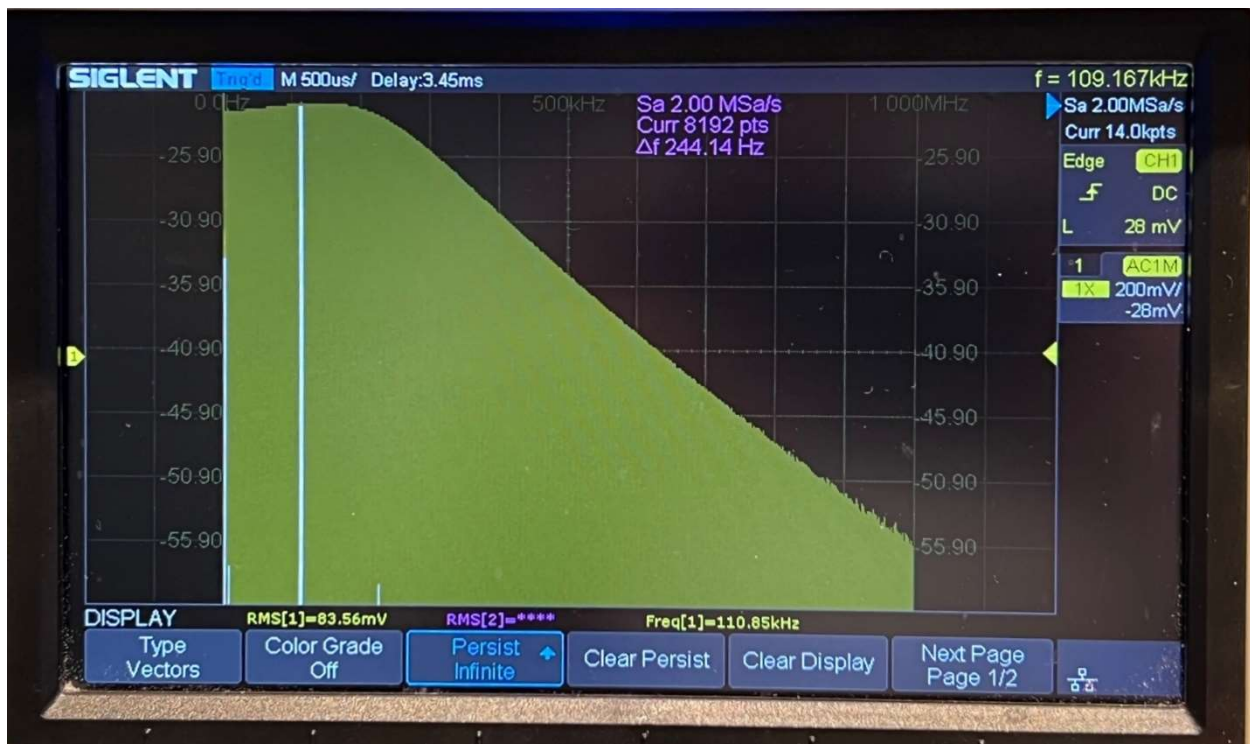 SIGLENT Trig'd M 500us/ Delay:3.45ms f = 109.167kHz
0.0Hz 500kHz 1.000MHz
Sa 2.00 MSa/s
Curr 8192 pts
Δf 244.14 Hz
Sa 2.00MSa/s
Curr 14.0kpts
Edge CH1
DC
L 28 mV
1 AC1M
1X 200mV/
-28mV
-25.90 -25.90
-30.90 -30.90
-35.90 -35.90
-40.90 -40.90
-45.90 -45.90
-50.90 -50.90
-55.90 -55.90
1
DISPLAY RMS[1]=83.56mV RMS[2]=**** Freq[1]=110.85kHz
Type
Vectors
Color Grade
Off
Persist
Infinite
Clear Persist
Clear Display
Next Page
Page 1/2